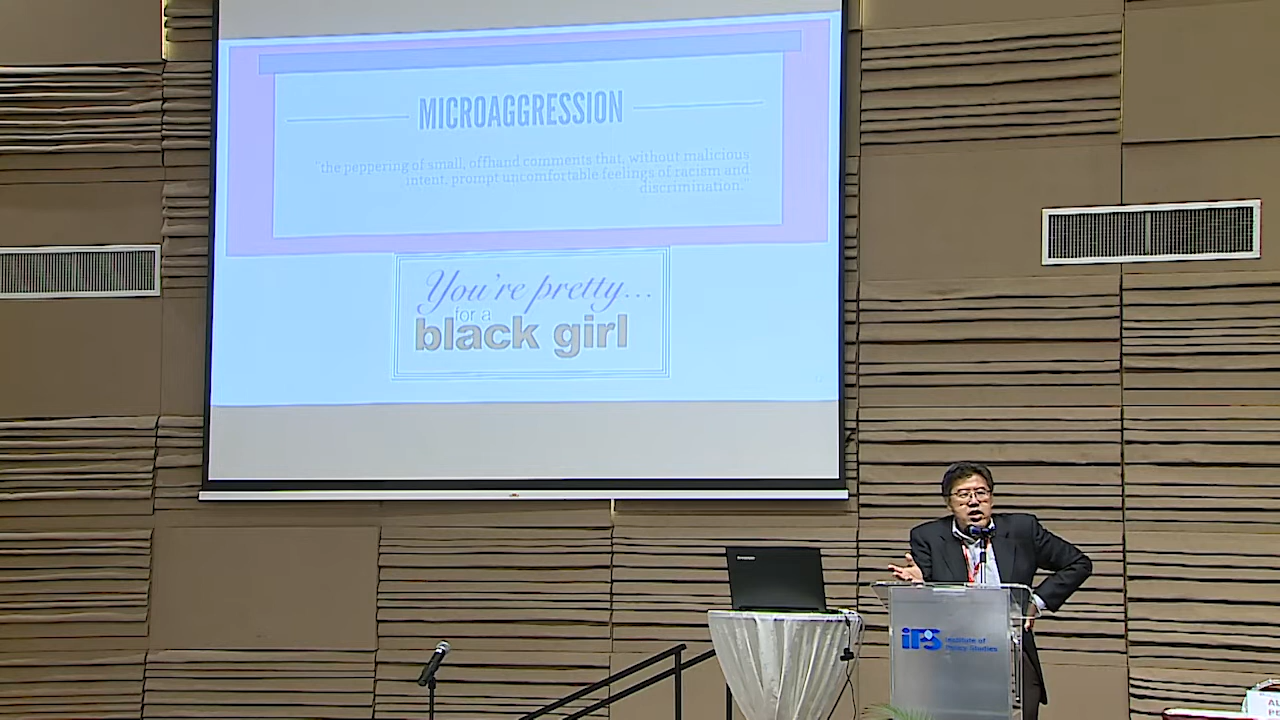 MICROAGGRESSION
"the peppering of small, offhand comments that, without malicious
intent, prompt uncomfortable feelings of racism and
discrimination."
You're pretty...
for a
black girl
lenovo
iPS Institute of
Policy Studies